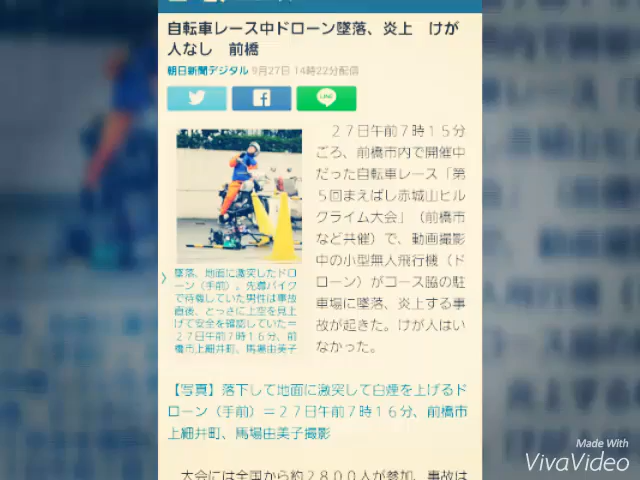 自転車レース中ドローン墜落、炎上　けが
人なし　前橋
朝日新聞デジタル 9月27日 14時22分配信
LINE
２７日午前７時１５分
ごろ、前橋市内で開催中
だった自転車レース「第
５回まえばし赤城山ヒル
クライム大会」（前橋市
など共催）で、動画撮影
中の小型無人飛行機（ド
ローン）がコース脇の駐
車場に墜落、炎上する事
故が起きた。けが人はい
なかった。
墜落、地面に激突したドロ
ーン（手前）。先導バイク
で待機していた男性は事故
直後、とっさに上空を見上
げて安全を確認していた＝
２７日午前７時１６分、前
橋市上細井町、馬場由美子
【写真】落下して地面に激突して白煙を上げるド
ローン（手前）＝２７日午前７時１６分、前橋市
上細井町、馬場由美子撮影
大会には全国から約２８００人が参加。事故は
Made With
VivaVideo